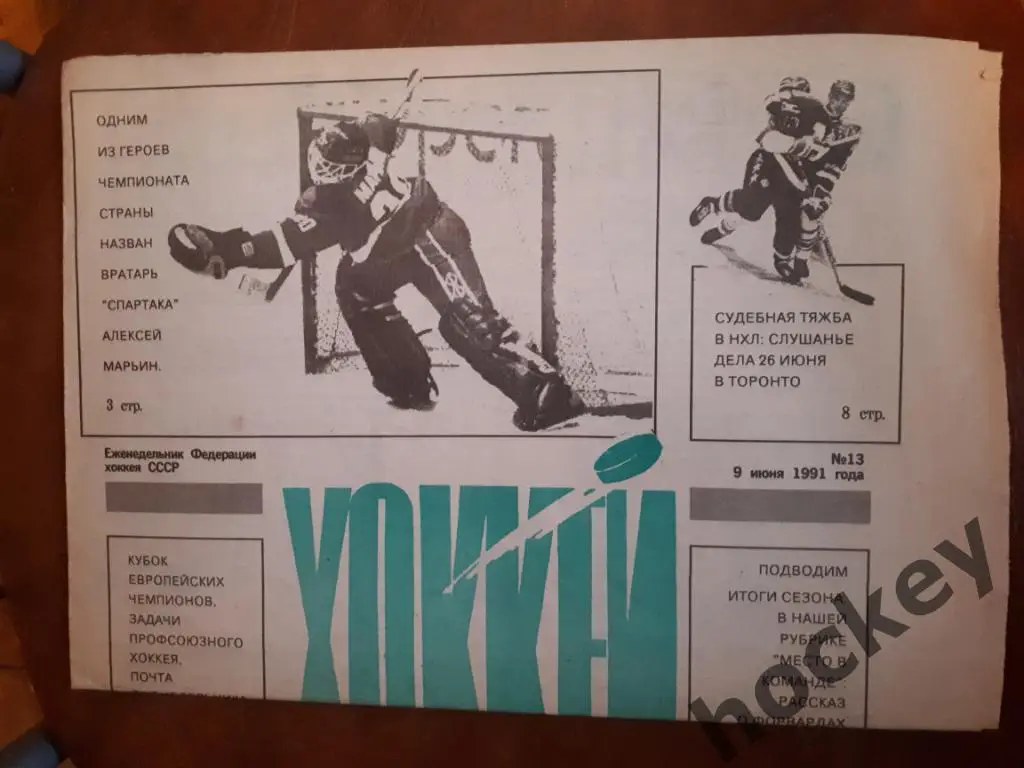 ОДНИМ
ИЗ ГЕРОЕВ
ЧЕМПИОНАТА
СТРАНЫ
НАЗВАН
ВРАТАРЬ
"СПАРТАКА"
АЛЕКСЕЙ
МАРЬИН.
3 стр.
СУДЕБНАЯ ТЯЖБА
В НХЛ: СЛУШАНЬЕ
ДЕЛА 26 ИЮНЯ
В ТОРОНТО
8 стр.
Еженедельник Федерации
хоккея СССР
№13
9 июня 1991 года
ХОККЕЙ
КУБОК
ЕВРОПЕЙСКИХ
ЧЕМПИОНОВ.
ЗАДАЧИ
ПРОФСОЮЗНОГО
ХОККЕЯ.
ПОЧТА
ПОДВОДИМ
ИТОГИ СЕЗОНА.
В НАШЕЙ
РУБРИКЕ
"МЕСТО В
КОМАНДЕ":
РАССКАЗ
О ФОРВАРДАХ
hockey